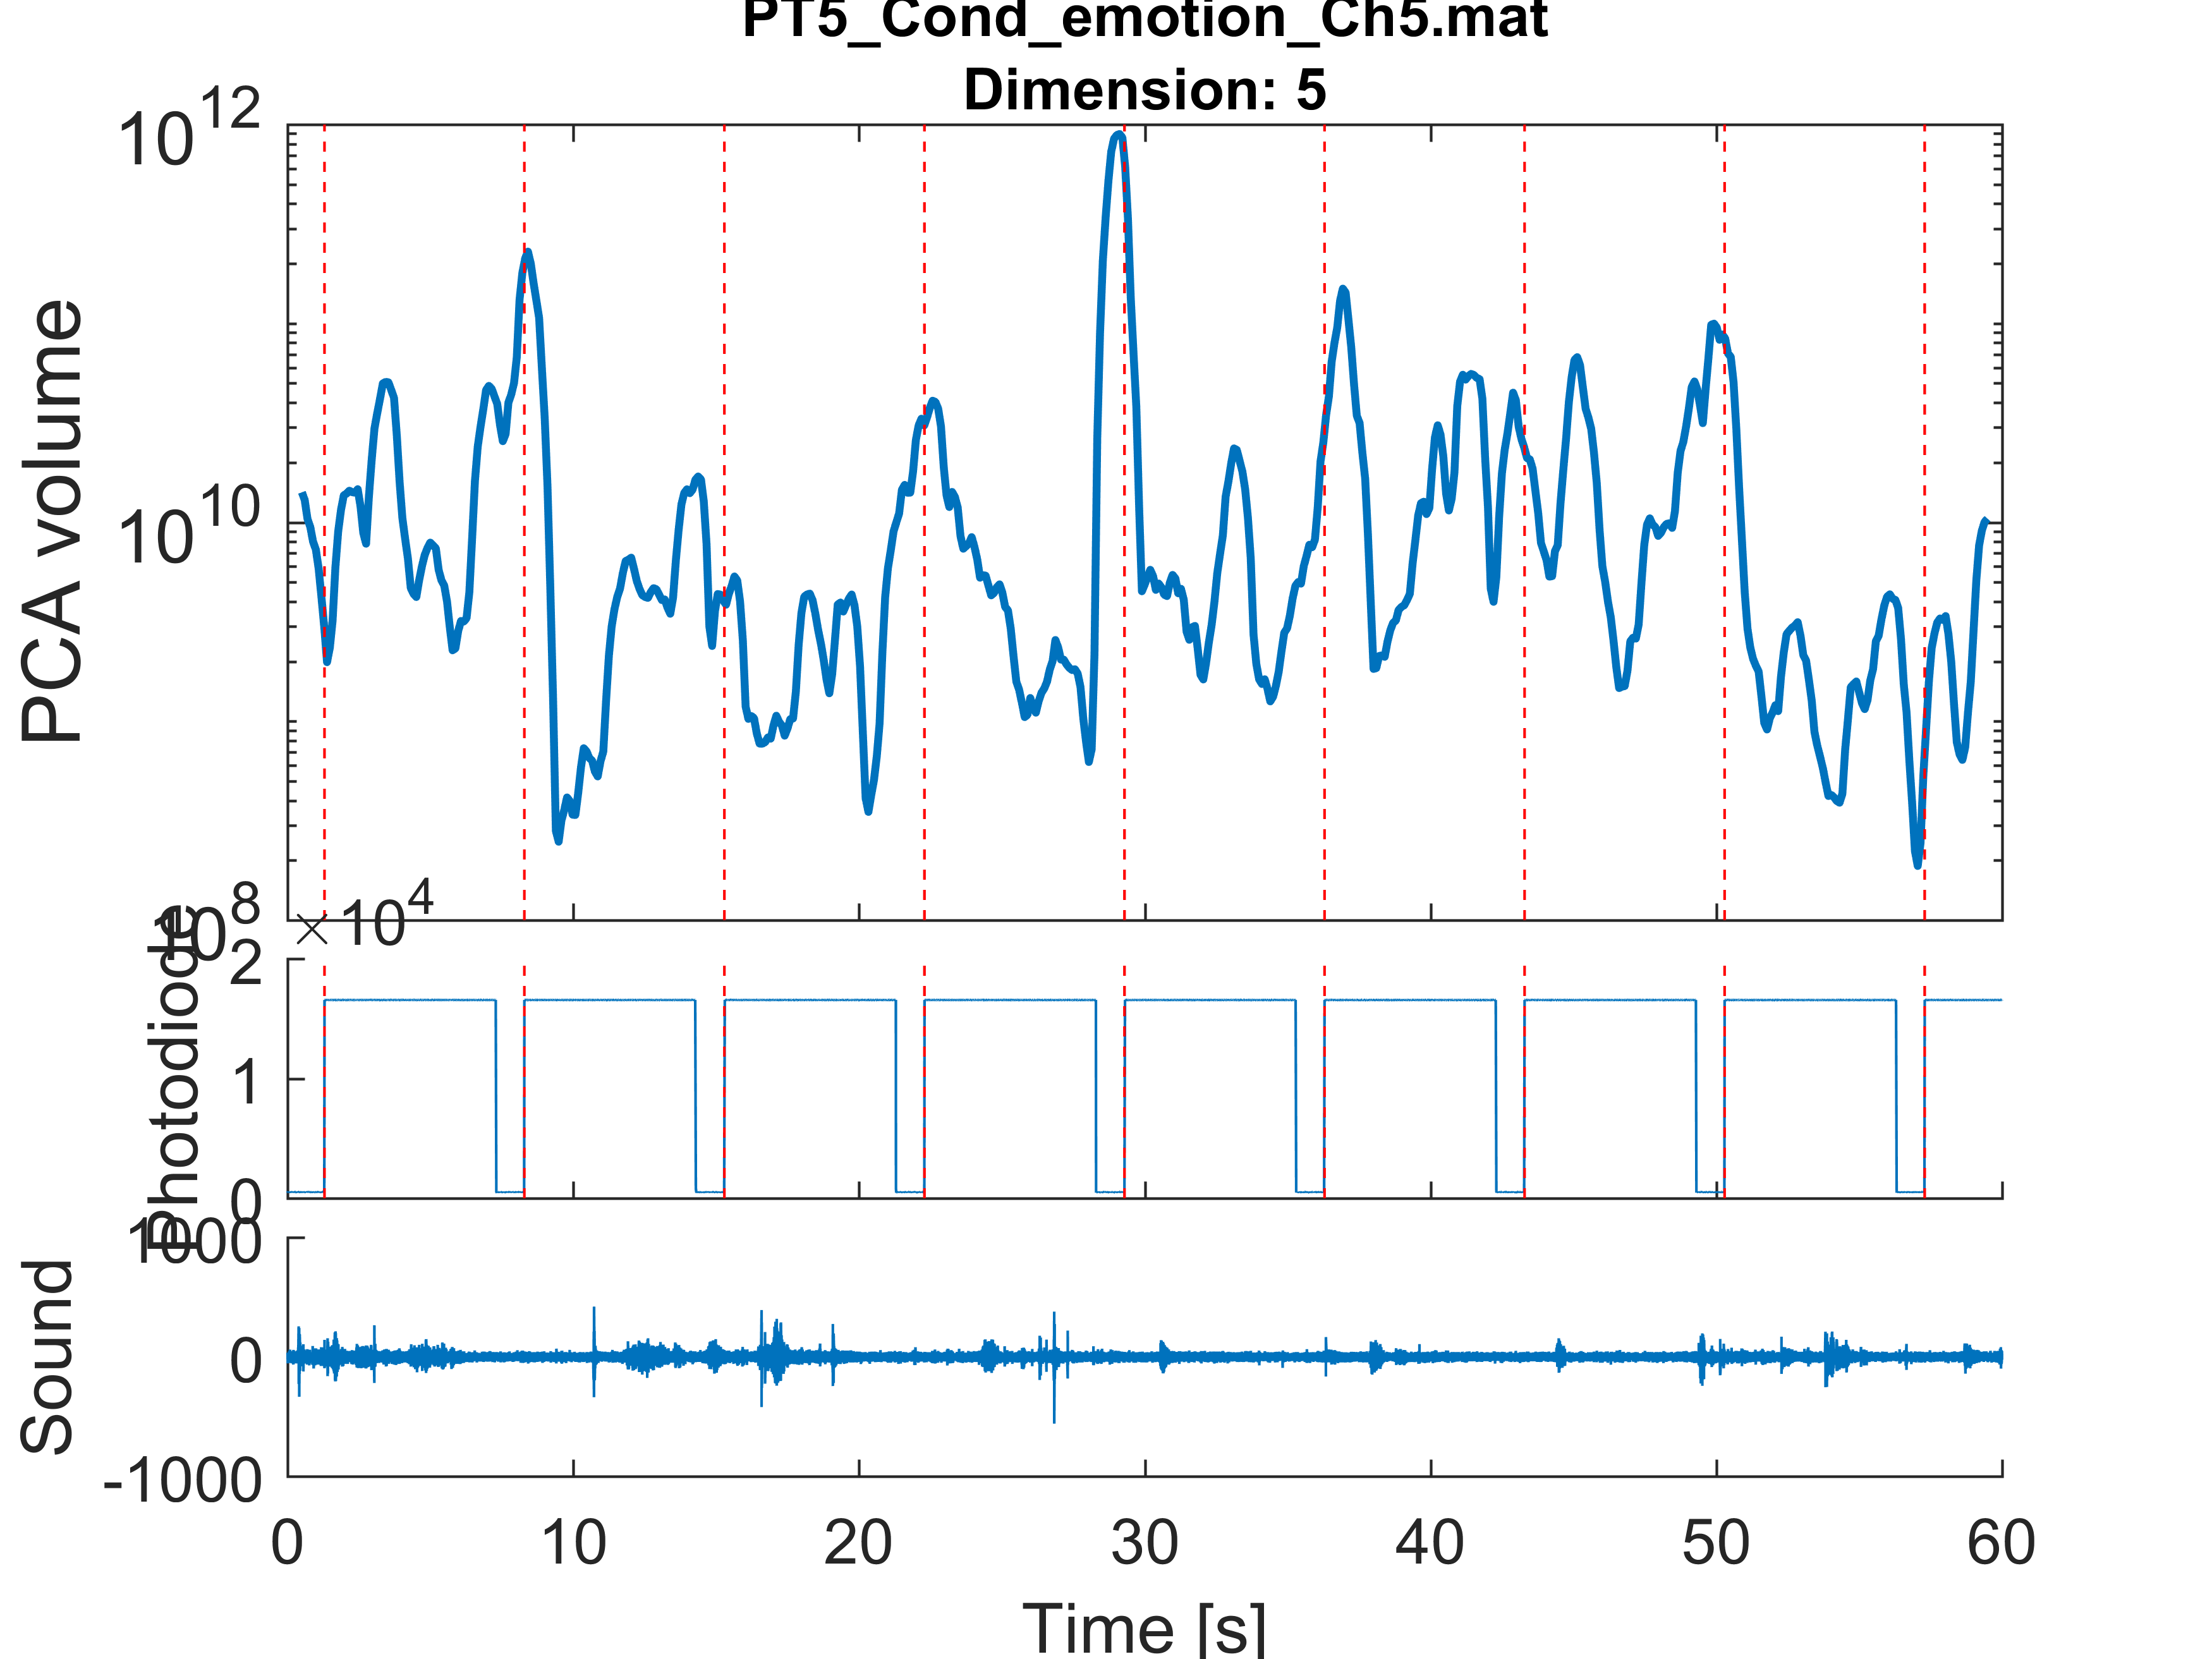 PT5_Cond_emotion_Ch5.mat
Dimension: 5
PCA volume
10^12
10^10
10^8
×10^4
Photodiode
2
1
0
Sound
1000
0
-1000
0 10 20 30 40 50 60
Time [s]